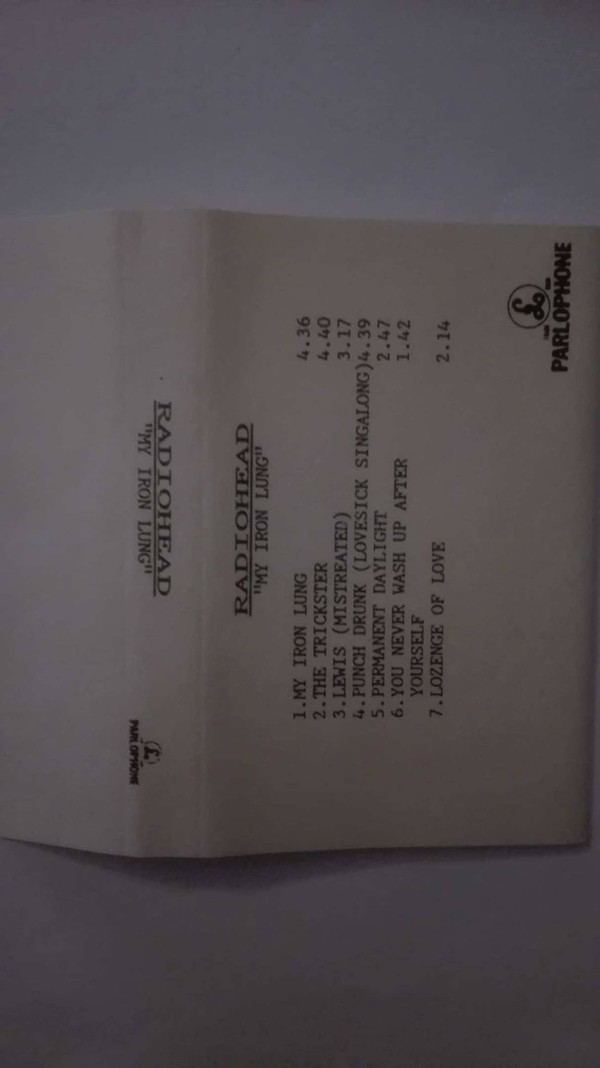 RADIOHEAD
"MY IRON LUNG"
PARLOPHONE
RADIOHEAD
"MY IRON LUNG"
1.MY IRON LUNG 4.36
2.THE TRICKSTER 4.40
3.LEWIS (MISTREATED) 3.17
4.PUNCH DRUNK (LOVESICK SINGALONG)4.39
5.PERMANENT DAYLIGHT 2.47
6.YOU NEVER WASH UP AFTER 1.42
YOURSELF
7.LOZENGE OF LOVE 2.14
£
PARLOPHONE